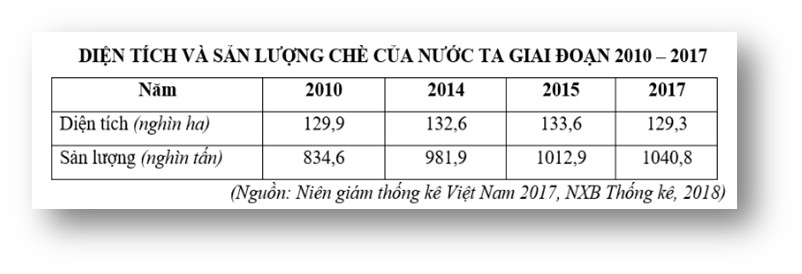 DIỆN TÍCH VÀ SẢN LƯỢNG CHÈ CỦA NƯỚC TA GIAI ĐOẠN 2010 – 2017
Năm 2010 2014 2015 2017
Diện tích (nghìn ha) 129,9 132,6 133,6 129,3
Sản lượng (nghìn tấn) 834,6 981,9 1012,9 1040,8
(Nguồn: Niên giám thống kê Việt Nam 2017, NXB Thống kê, 2018)